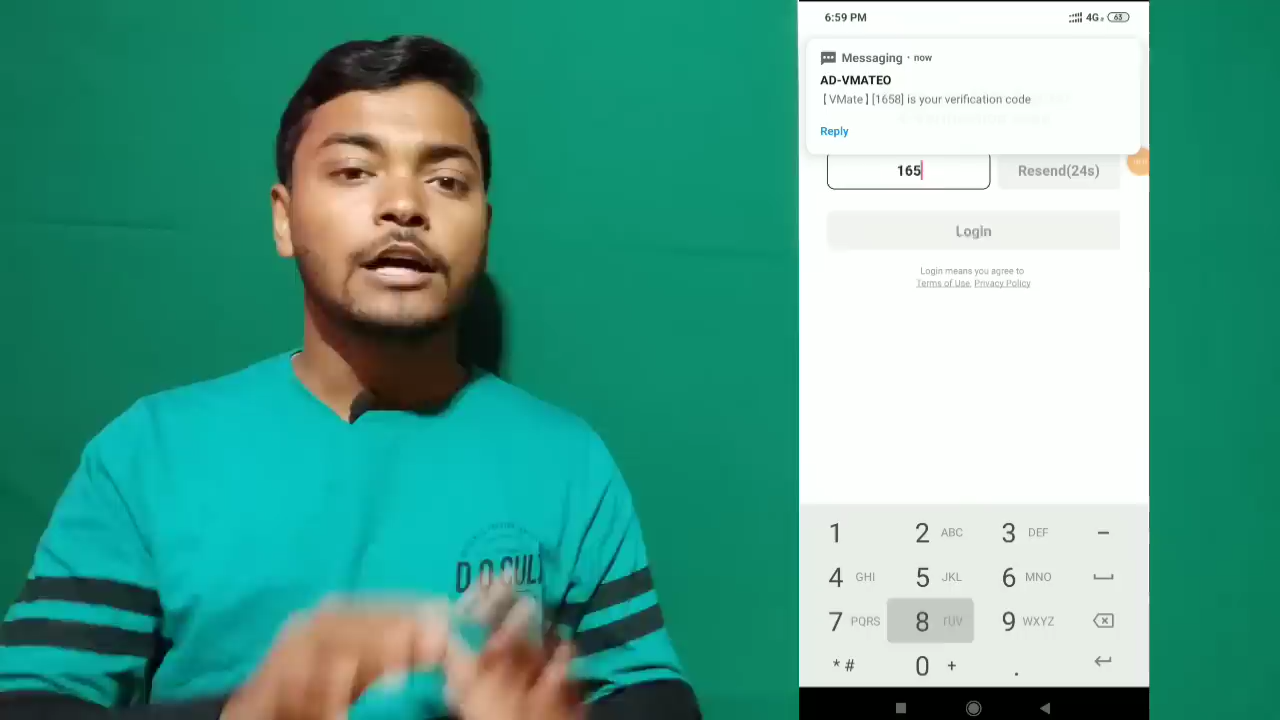 6:59 PM
4G
63
Messaging · now
AD-VMATEO
[ VMate ] [1658] is your verification code
Reply
165
Resend(24s)
Login
Login means you agree to
Terms of Use, Privacy Policy
1 2 ABC 3 DEF -
4 GHI 5 JKL 6 MNO
7 PQRS 8 TUV 9 WXYZ
* # 0 + .